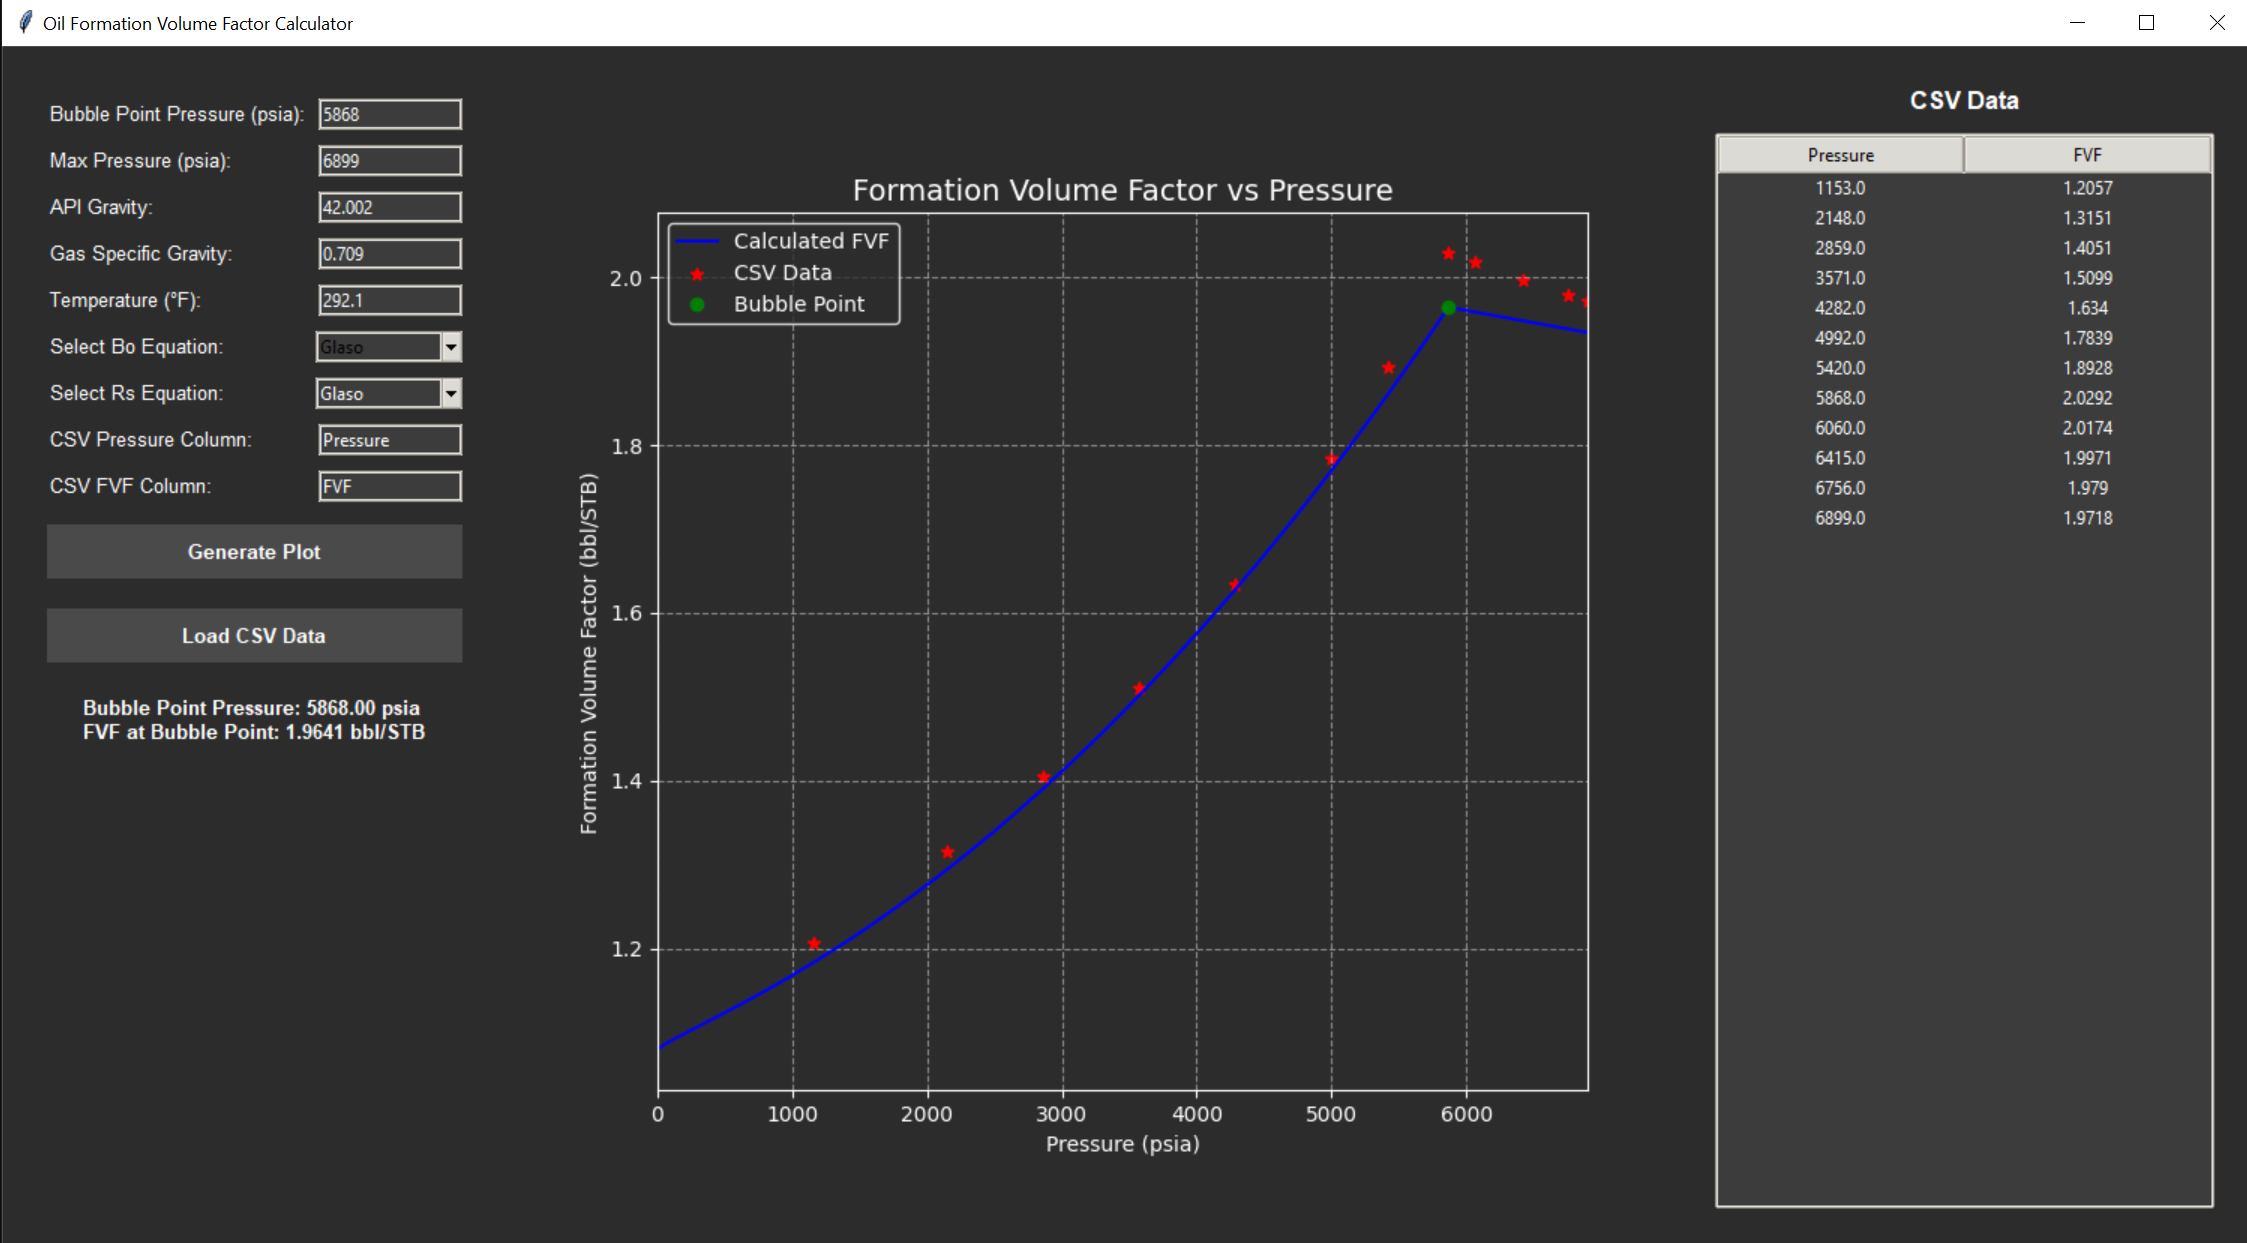 Oil Formation Volume Factor Calculator
Bubble Point Pressure (psia): 5868
Max Pressure (psia): 6899
API Gravity: 42.002
Gas Specific Gravity: 0.709
Temperature (°F): 292.1
Select Bo Equation: Glaso
Select Rs Equation: Glaso
CSV Pressure Column: Pressure
CSV FVF Column: FVF
Generate Plot
Load CSV Data
Bubble Point Pressure: 5868.00 psia
FVF at Bubble Point: 1.9641 bbl/STB
Formation Volume Factor vs Pressure
Calculated FVF
CSV Data
Bubble Point
Formation Volume Factor (bbl/STB)
2.0
1.8
1.6
1.4
1.2
0 1000 2000 3000 4000 5000 6000
Pressure (psia)
CSV Data
Pressure FVF
1153.0 1.2057
2148.0 1.3151
2859.0 1.4051
3571.0 1.5099
4282.0 1.634
4992.0 1.7839
5420.0 1.8928
5868.0 2.0292
6060.0 2.0174
6415.0 1.9971
6756.0 1.979
6899.0 1.9718